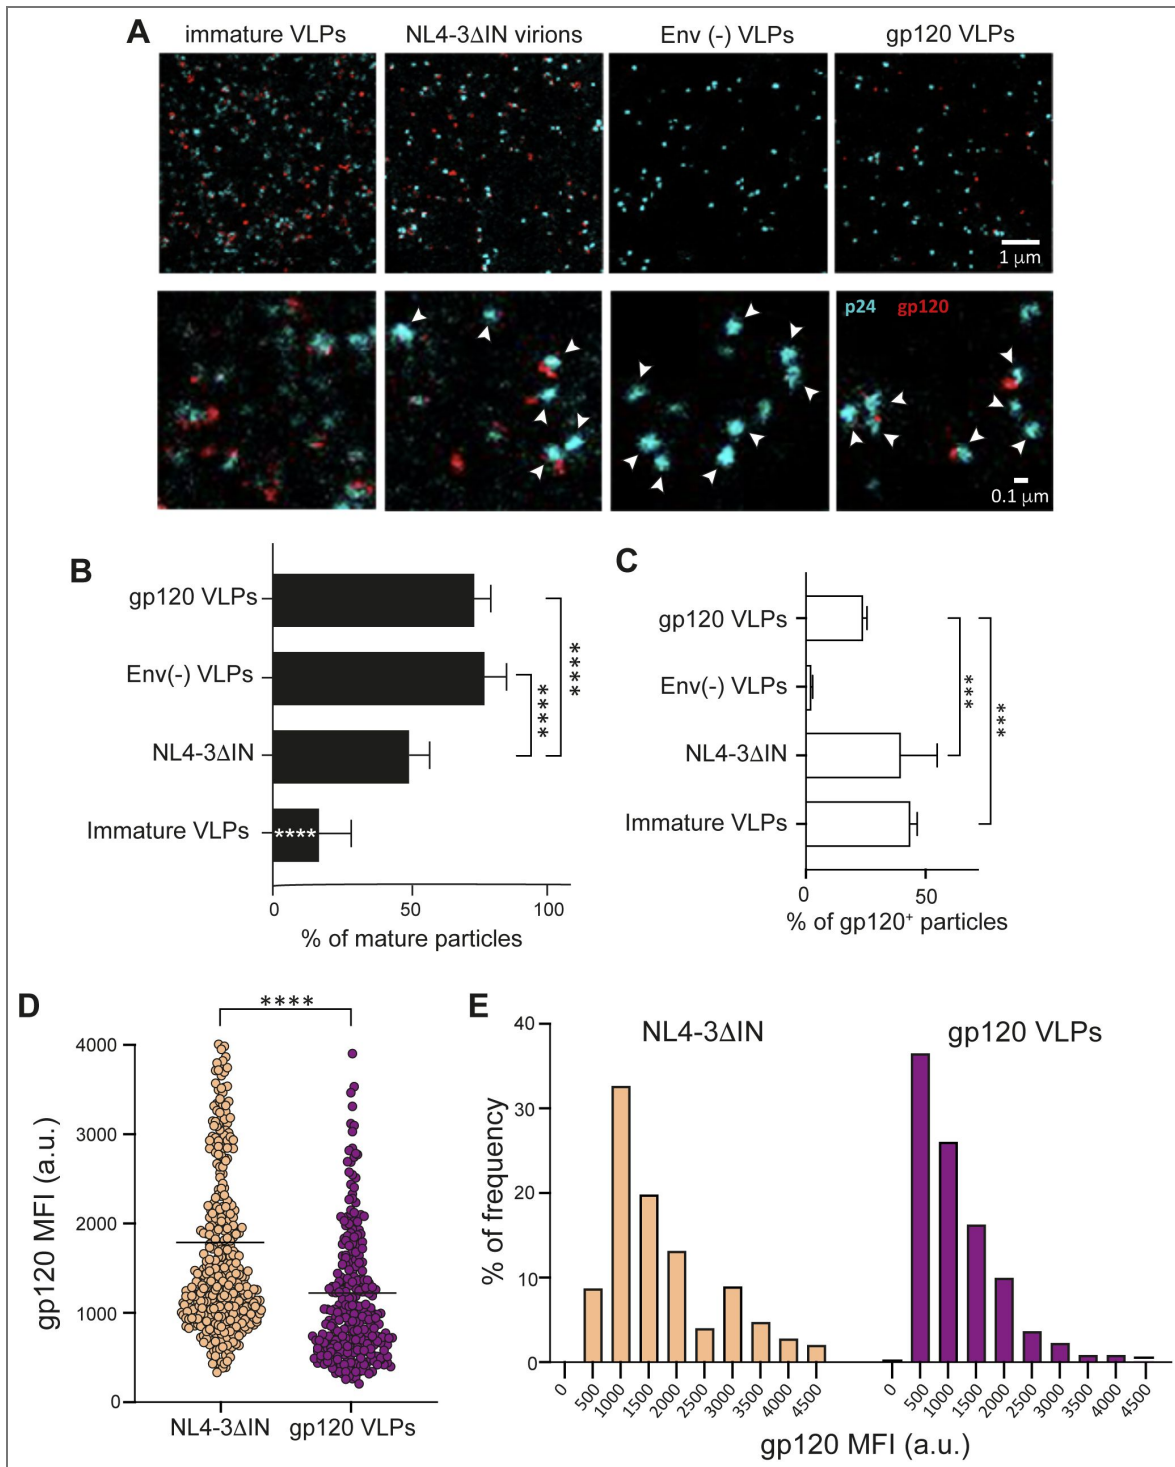 A
immature VLPs
NL4-3ΔIN virions
Env (-) VLPs
gp120 VLPs
1 μm
p24 gp120
0.1 μm
B
gp120 VLPs
Env(-) VLPs
NL4-3ΔIN
Immature VLPs
****
****
****
0 50 100
% of mature particles
C
gp120 VLPs
Env(-) VLPs
NL4-3ΔIN
Immature VLPs
***
***
0 50
% of gp120⁺ particles
D
****
gp120 MFI (a.u.)
4000
3000
2000
1000
0
NL4-3ΔIN gp120 VLPs
E
NL4-3ΔIN
gp120 VLPs
% of frequency
40
30
20
10
0
0 500 1000 1500 2000 2500 3000 3500 4000 4500
0 500 1000 1500 2000 2500 3000 3500 4000 4500
gp120 MFI (a.u.)